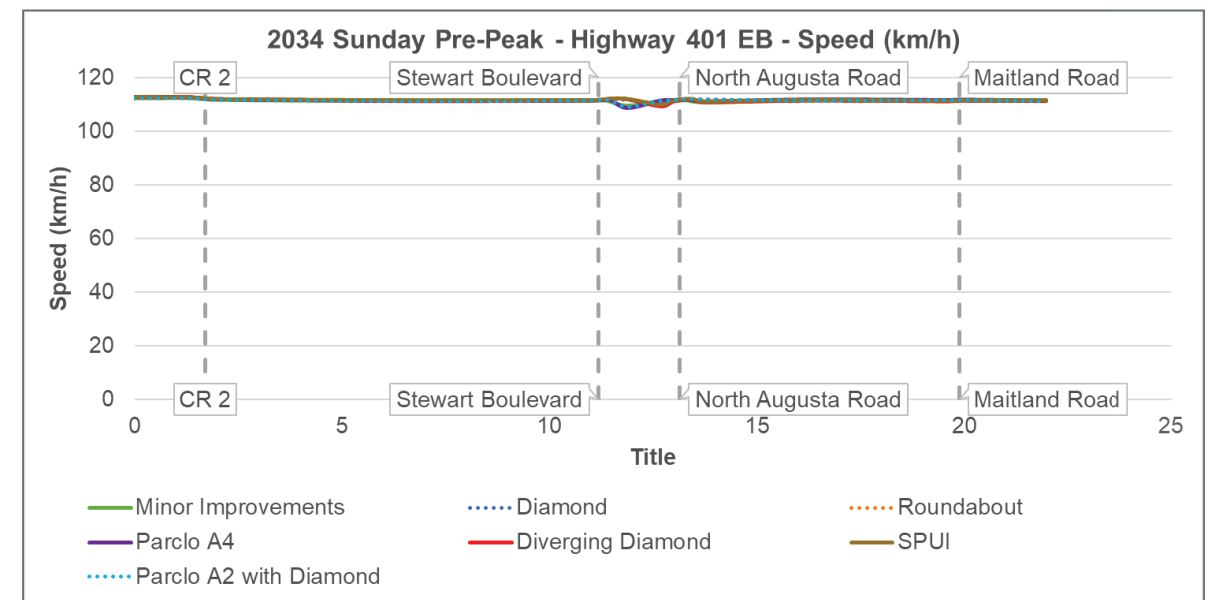 2034 Sunday Pre-Peak - Highway 401 EB - Speed (km/h)
120
CR 2
Stewart Boulevard
North Augusta Road
Maitland Road
100
80
60
40
20
0
CR 2
Stewart Boulevard
North Augusta Road
Maitland Road
0
5
10
15
20
25
Speed (km/h)
Title
Minor Improvements
Diamond
Roundabout
Parclo A4
Diverging Diamond
SPUI
Parclo A2 with Diamond